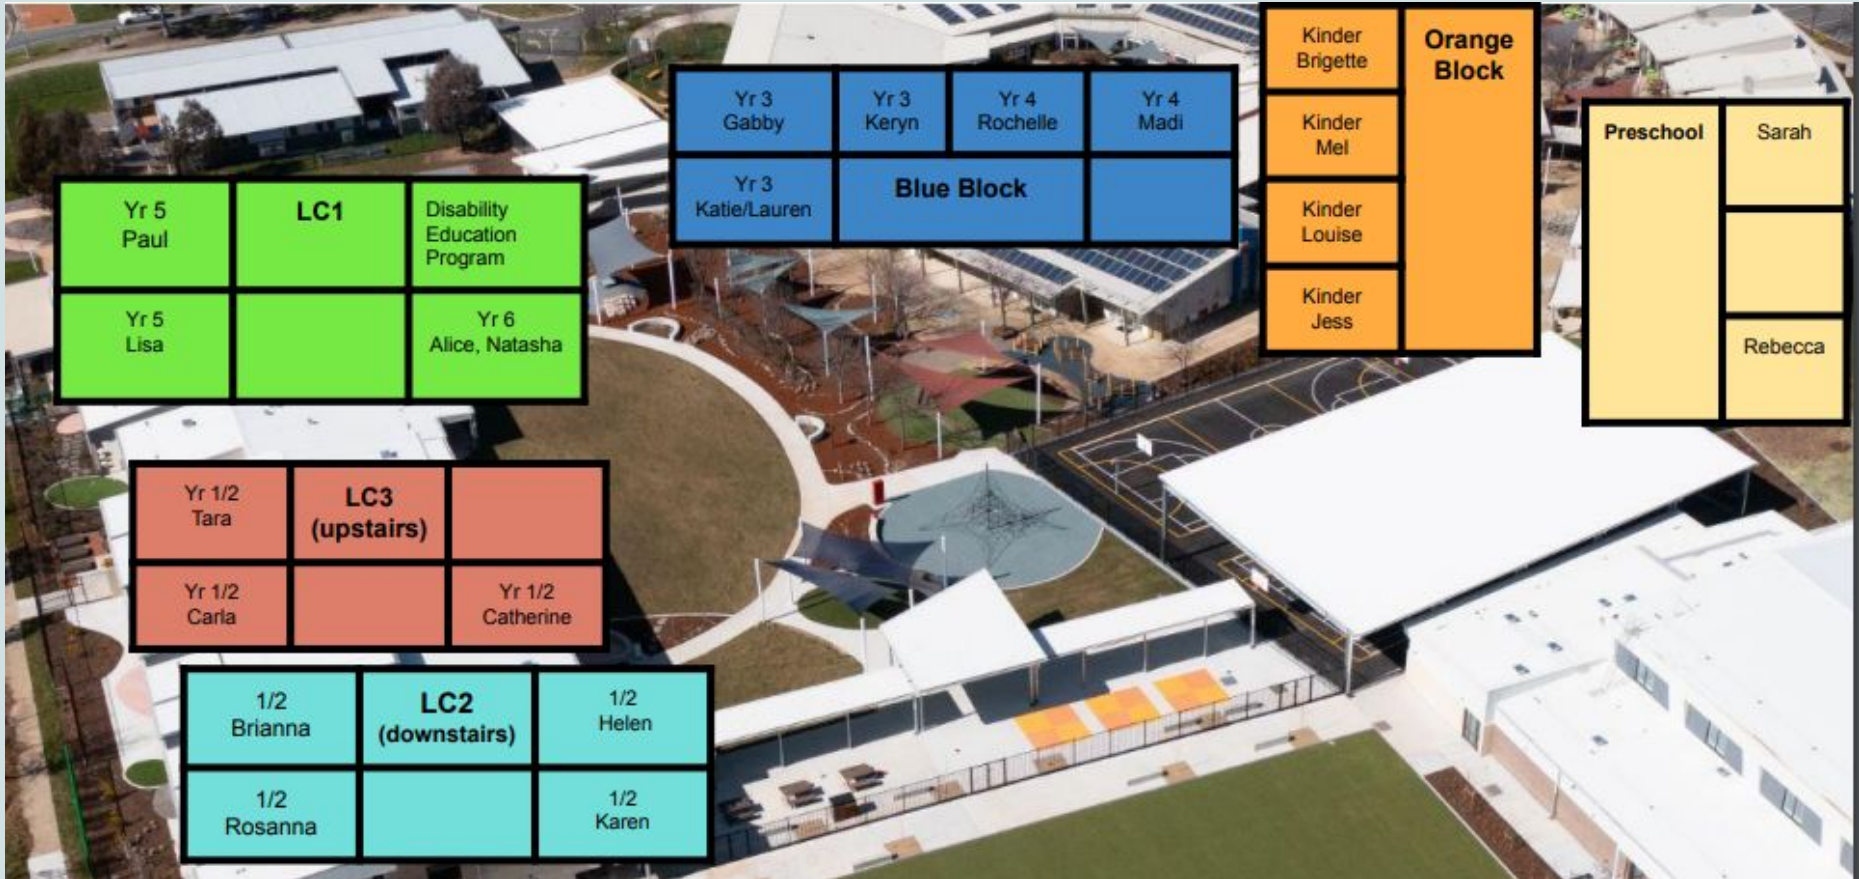 Kinder
Brigette
Orange
Block
Kinder
Mel
Kinder
Louise
Kinder
Jess
Yr 3
Gabby
Yr 3
Keryn
Yr 4
Rochelle
Yr 4
Madi
Yr 3
Katie/Lauren
Blue Block
Preschool
Sarah
Rebecca
Yr 5
Paul
LC1
Disability
Education
Program
Yr 5
Lisa
Yr 6
Alice, Natasha
Yr 1/2
Tara
LC3
(upstairs)
Yr 1/2
Carla
Yr 1/2
Catherine
1/2
Brianna
LC2
(downstairs)
1/2
Helen
1/2
Rosanna
1/2
Karen